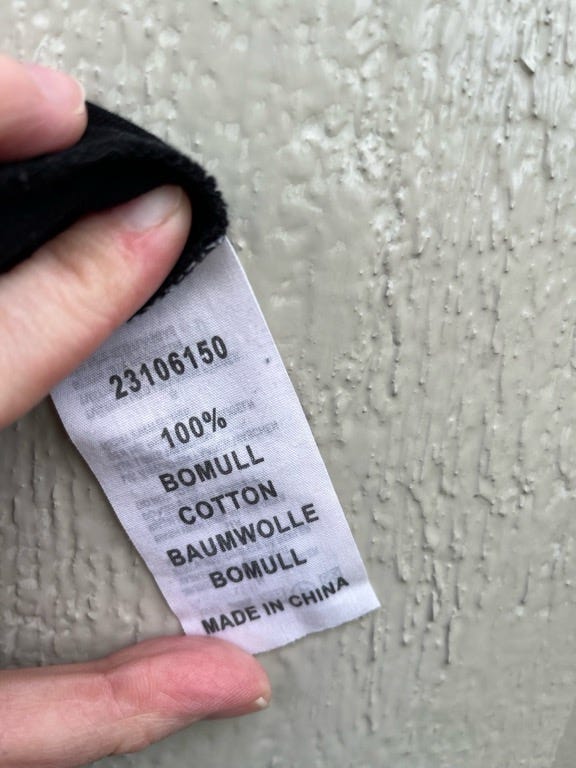 23106150
100%
BOMULL
COTTON
BAUMWOLLE
BOMULL
MADE IN CHINA